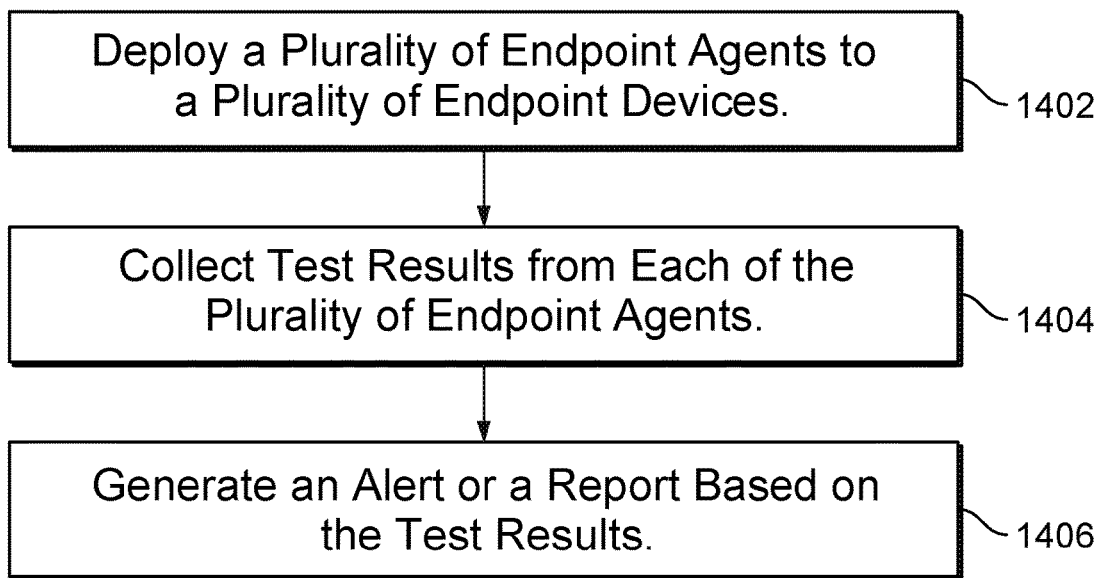 Deploy a Plurality of Endpoint Agents to
a Plurality of Endpoint Devices.
1402
Collect Test Results from Each of the
Plurality of Endpoint Agents.
1404
Generate an Alert or a Report Based on
the Test Results.
1406